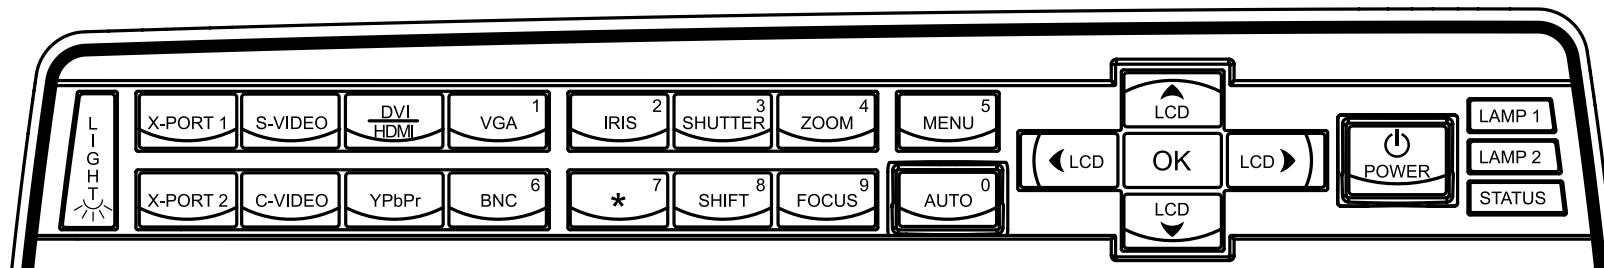 LIGHT
X-PORT 1
S-VIDEO
DVI
HDMI
VGA 1
IRIS 2
SHUTTER 3
ZOOM 4
MENU 5
X-PORT 2
C-VIDEO
YPbPr
BNC 6
* 7
SHIFT 8
FOCUS 9
AUTO 0
LCD
LCD
OK
LCD
LCD
POWER
LAMP 1
LAMP 2
STATUS